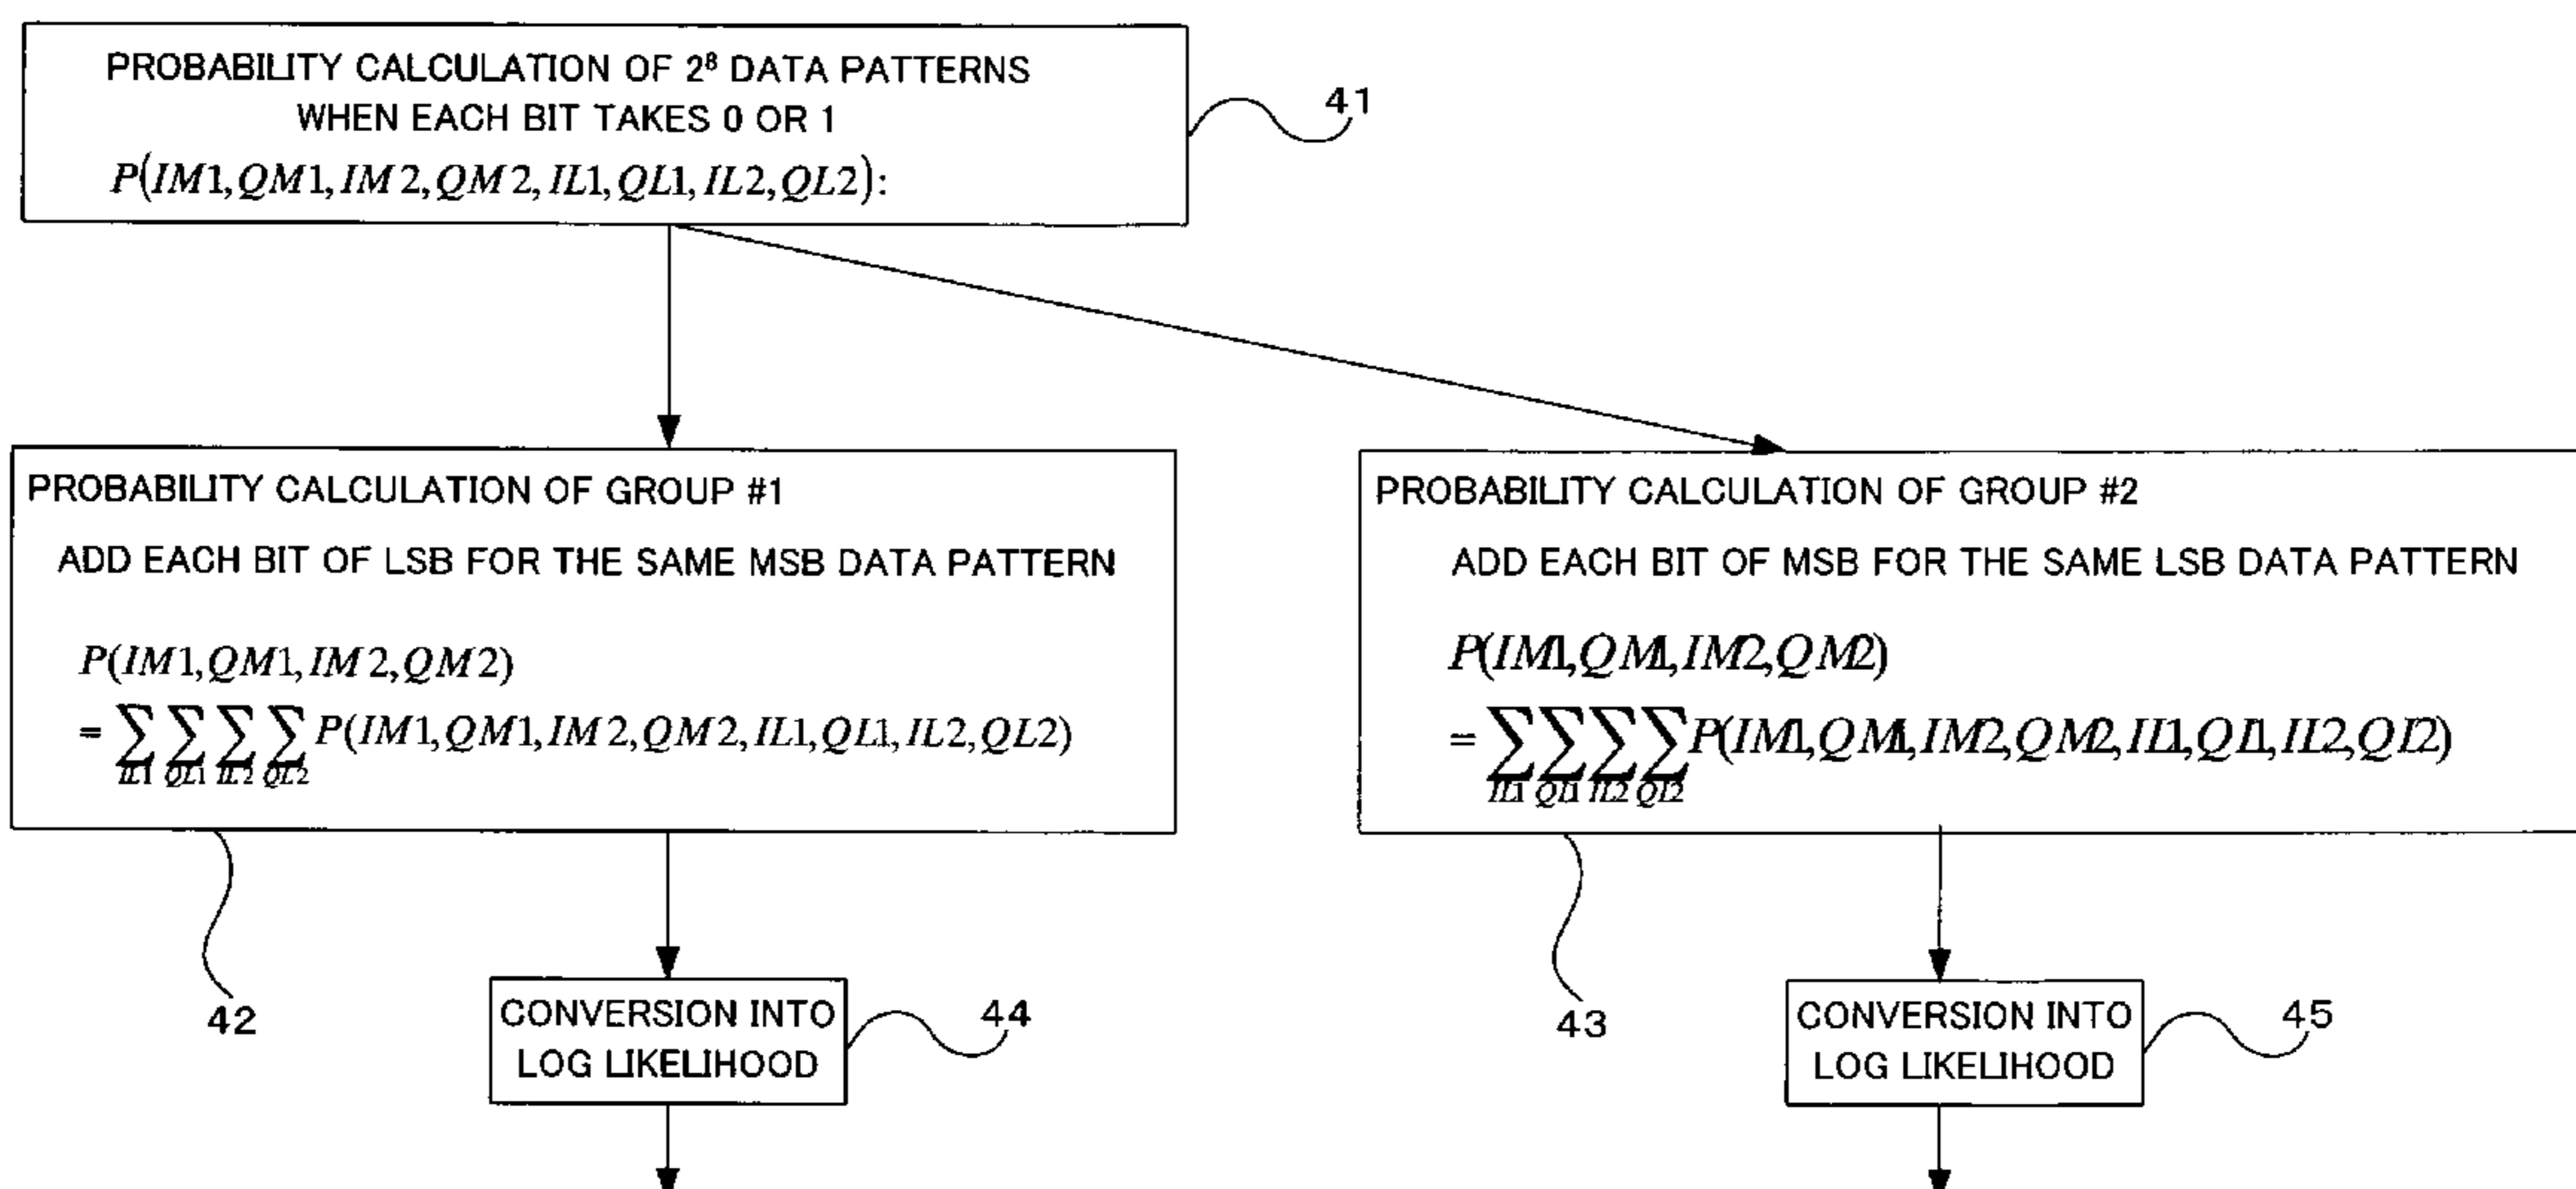 PROBABILITY CALCULATION OF 2⁸ DATA PATTERNS
WHEN EACH BIT TAKES 0 OR 1
P(IM1,QM1,IM2,QM2,IL1,QL1,IL2,QL2):
41
PROBABILITY CALCULATION OF GROUP #1
ADD EACH BIT OF LSB FOR THE SAME MSB DATA PATTERN
P(IM1,QM1,IM2,QM2)
= ∑ ∑ ∑ ∑ P(IM1,QM1,IM2,QM2,IL1,QL1,IL2,QL2)
IL1 QL1 IL2 QL2
42
PROBABILITY CALCULATION OF GROUP #2
ADD EACH BIT OF MSB FOR THE SAME LSB DATA PATTERN
P(IM1,QM1,IM2,QM2)
= ∑ ∑ ∑ ∑ P(IM1,QM1,IM2,QM2,IL1,QL1,IL2,QL2)
IL1 QL1 IL2 QL2
43
CONVERSION INTO
LOG LIKELIHOOD
44
CONVERSION INTO
LOG LIKELIHOOD
45